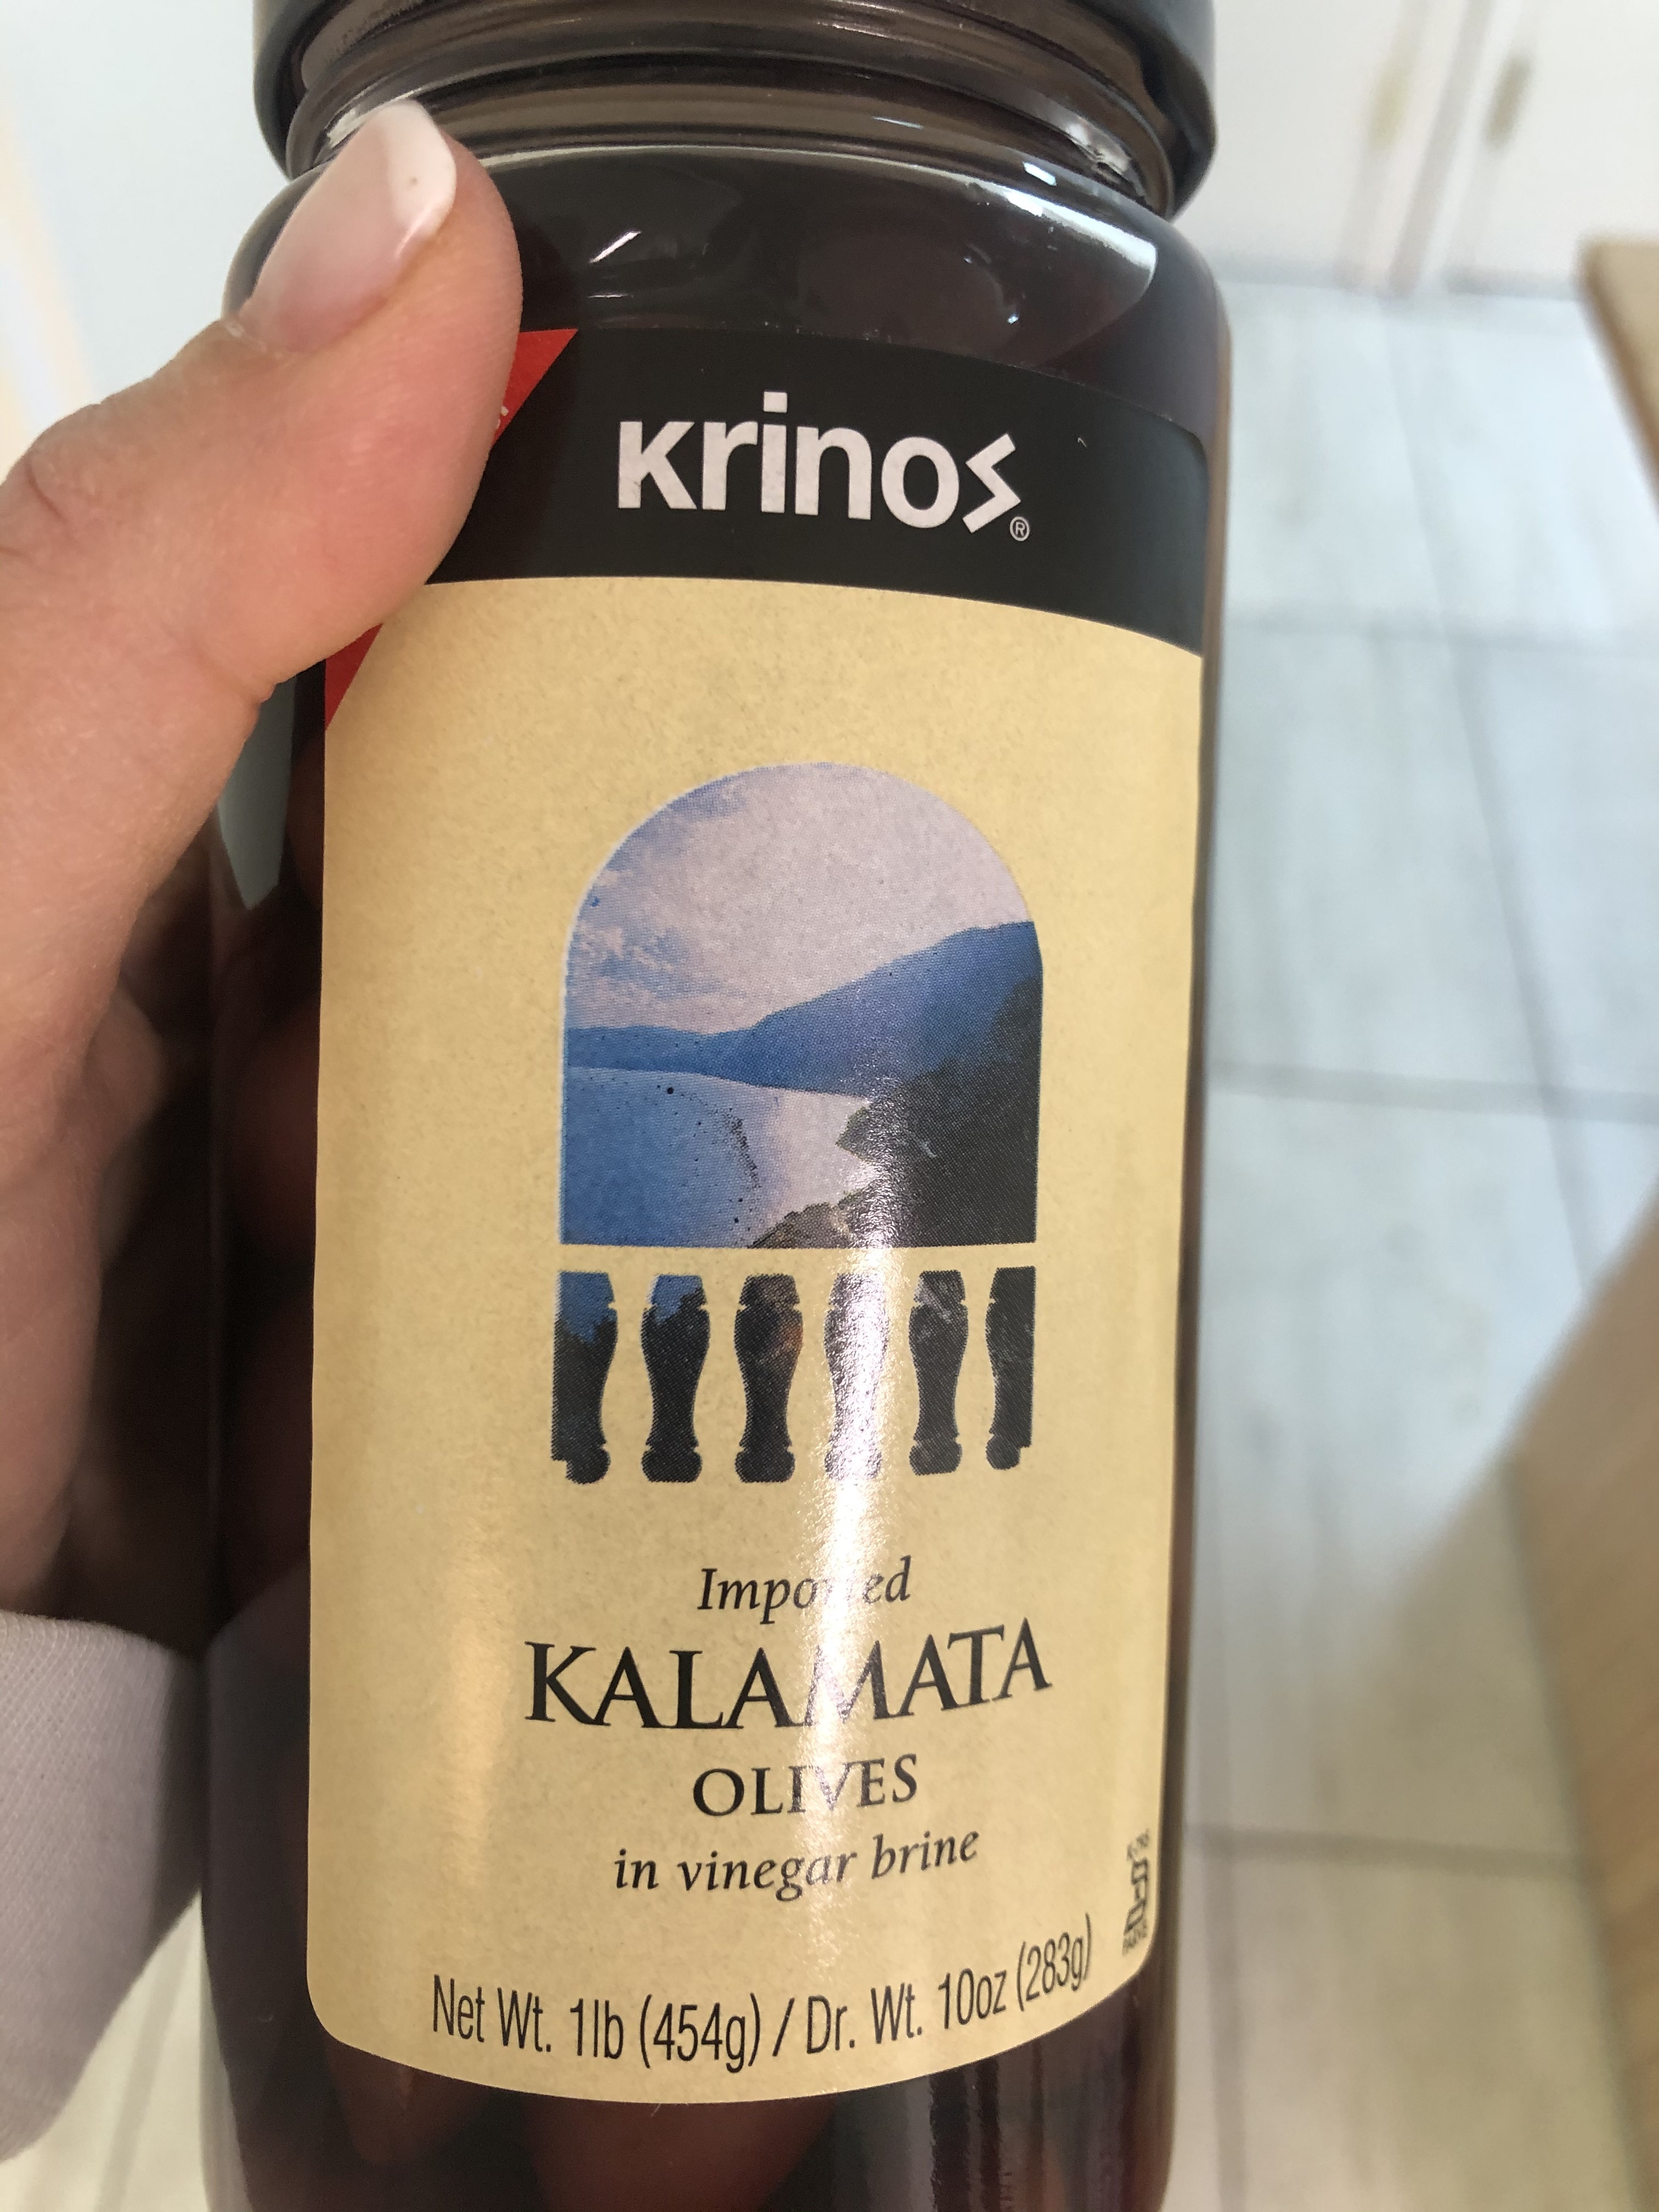 Krinos®
Imported
KALAMATA
OLIVES
in vinegar brine
Net Wt. 1lb (454g) / Dr. Wt. 10oz (283g)